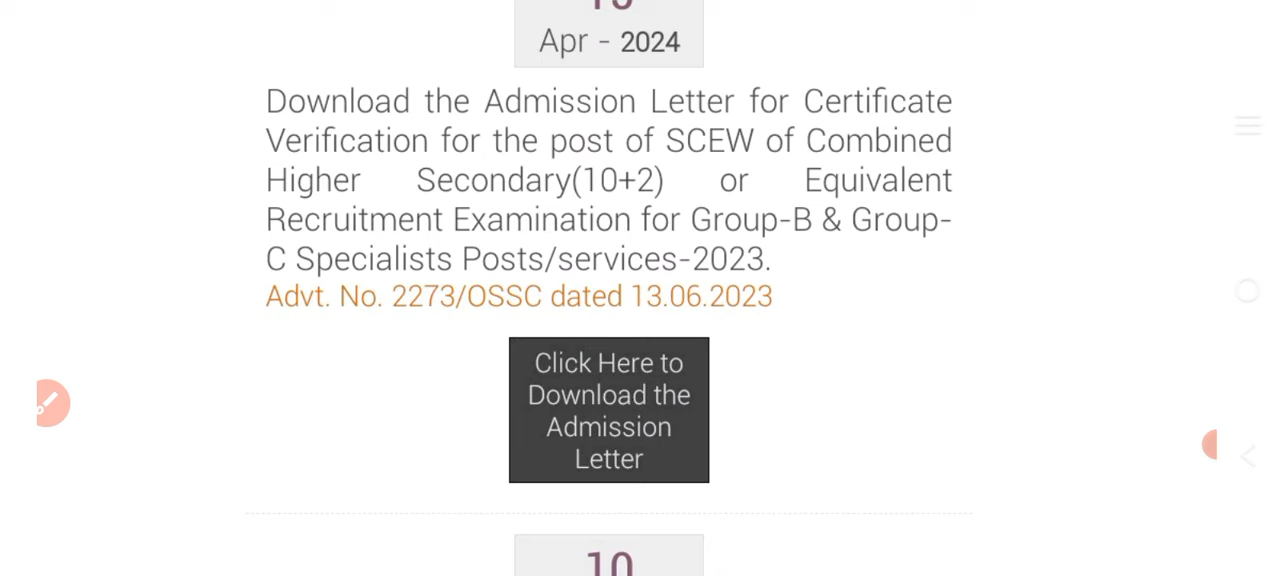 Apr - 2024
Download the Admission Letter for Certificate
Verification for the post of SCEW of Combined
Higher Secondary(10+2) or Equivalent
Recruitment Examination for Group-B & Group-
C Specialists Posts/services-2023.
Advt. No. 2273/OSSC dated 13.06.2023
Click Here to
Download the
Admission
Letter
10